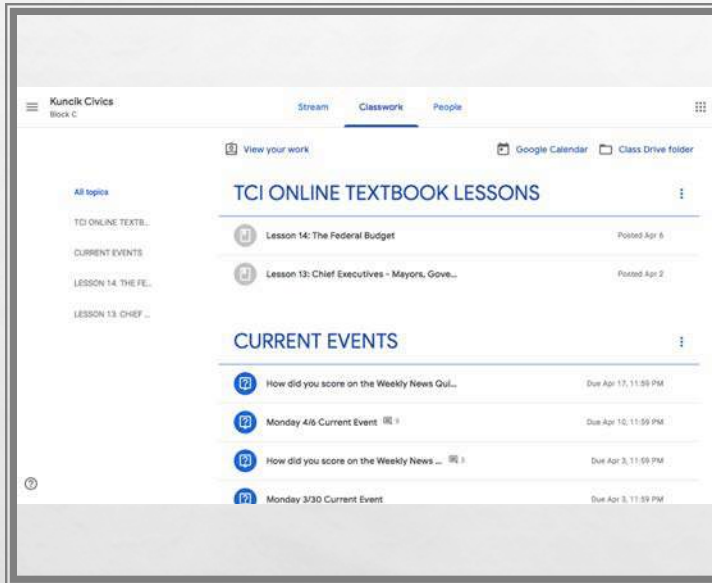 Kuncik Civics
Block C
Stream Classwork People
View your work
Google Calendar Class Drive folder
All topics
TCI ONLINE TEXTB...
CURRENT EVENTS
LESSON 14: THE FE...
LESSON 13: CHIEF ...
TCI ONLINE TEXTBOOK LESSONS
Lesson 14: The Federal Budget Posted Apr 6
Lesson 13: Chief Executives - Mayors, Gove... Posted Apr 2
CURRENT EVENTS
How did you score on the Weekly News Qui... Due Apr 17, 11:59 PM
Monday 4/6 Current Event Due Apr 10, 11:59 PM
How did you score on the Weekly News ... Due Apr 3, 11:59 PM
Monday 3/30 Current Event Due Apr 3, 11:59 PM